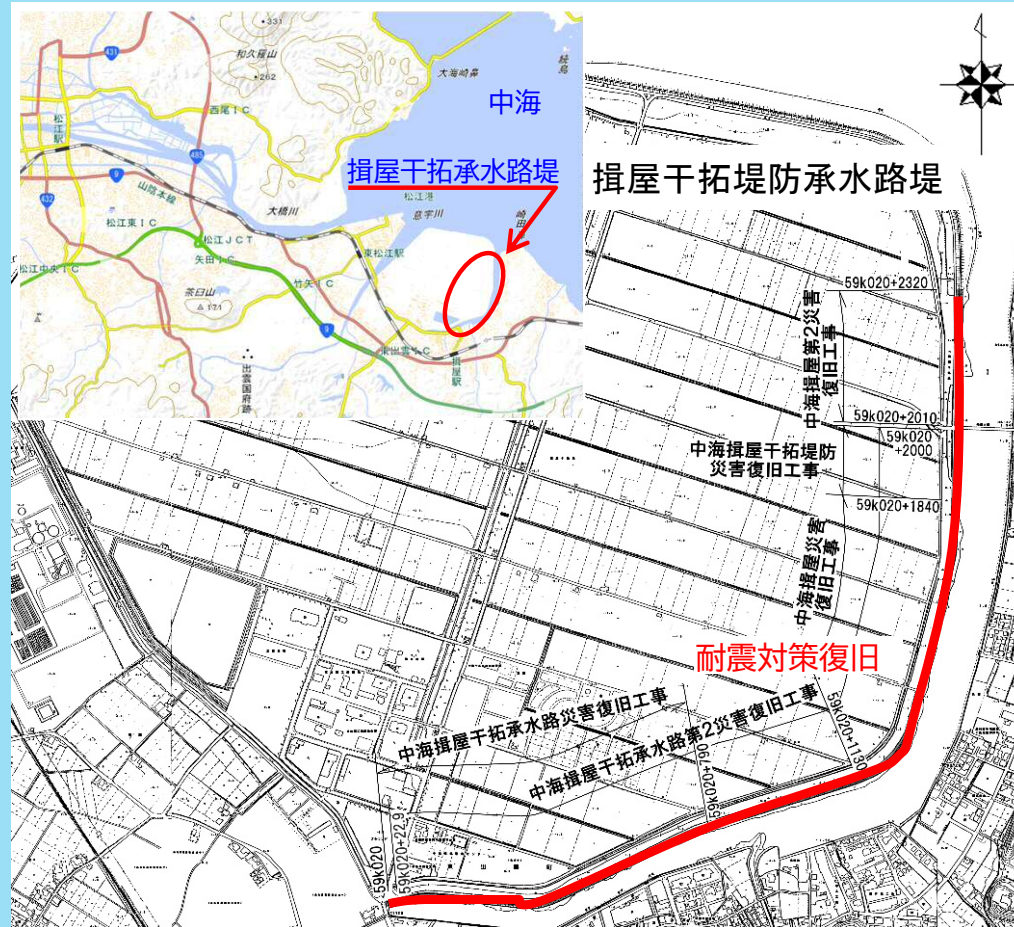 331
和久羅山
262
大海崎鼻
431
中海
西尾IC
松江駅
485
揖屋干拓承水路堤
揖屋干拓堤防承水路堤
9
山陰本線
432
松江港
意宇川
大橋川
松江東IC
松江JCT
東松江駅
矢田IC
松江中央IC
竹矢IC
茶臼山
171
9
東出雲IC
揖屋駅
出雲国府跡
59k020+2320
中海揖屋第2災害
復旧工事
59k020+2010
59k020
+2000
中海揖屋干拓堤防
災害復旧工事
59k020+1840
中海揖屋災害
復旧工事
耐震対策復旧
中海揖屋干拓承水路災害復旧工事
中海揖屋干拓承水路第2災害復旧工事
59k020+1130
59k020+790
59k020
59k020+22.9